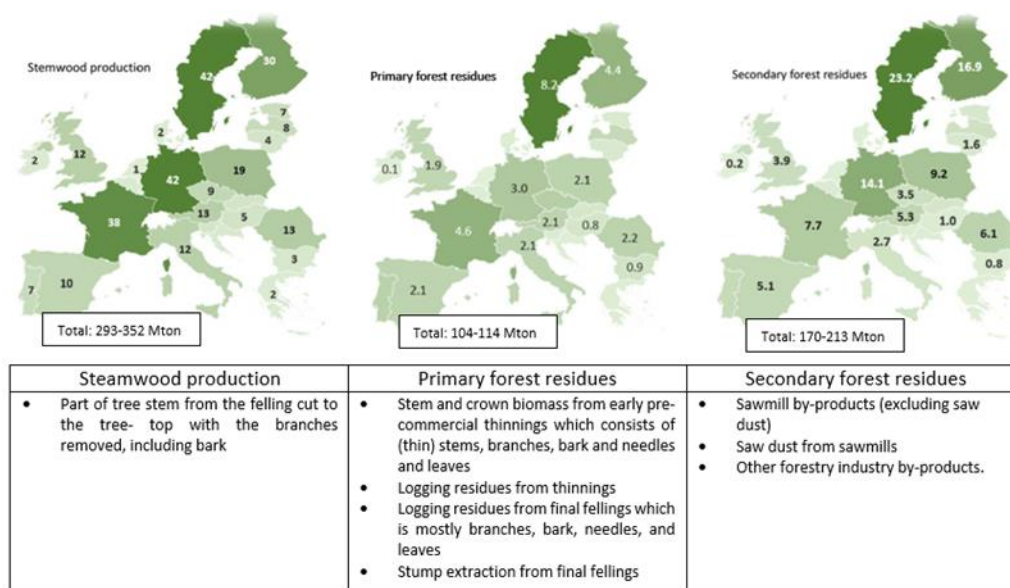 Stemwood production
42
30
7
8
4
2
2
12
1
42
19
9
13
5
38
13
12
3
7
10
2
Total: 293-352 Mton
Primary forest residues
8.2
4.4
0.1
1.9
3.0
2.1
2.1
0.8
4.6
2.1
2.2
0.9
2.1
Total: 104-114 Mton
Secondary forest residues
23.2
16.9
1.6
0.2
3.9
14.1
9.2
3.5
5.3
1.0
7.7
2.7
6.1
0.8
5.1
Total: 170-213 Mton
Steamwood production
• Part of tree stem from the felling cut to
the tree- top with the branches
removed, including bark
Primary forest residues
• Stem and crown biomass from early pre-
commercial thinnings which consists of
(thin) stems, branches, bark and needles
and leaves
• Logging residues from thinnings
• Logging residues from final fellings which
is mostly branches, bark, needles, and
leaves
• Stump extraction from final fellings
Secondary forest residues
• Sawmill by-products (excluding saw
dust)
• Saw dust from sawmills
• Other forestry industry by-products.